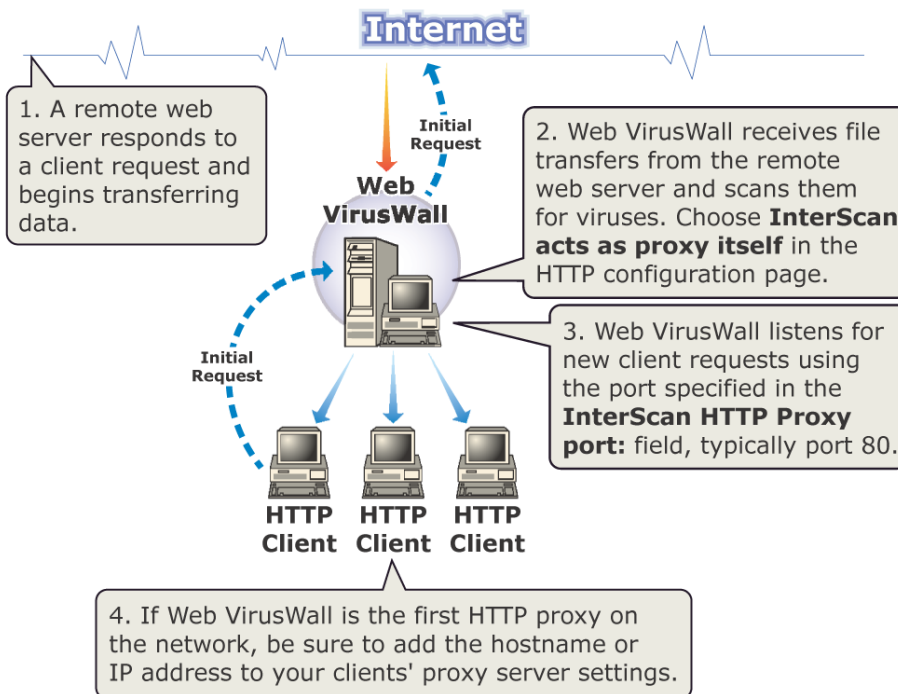 Internet
1. A remote web
server responds to
a client request and
begins transferring
data.
Initial
Request
2. Web VirusWall receives file
transfers from the remote
web server and scans them
for viruses. Choose InterScan
acts as proxy itself in the
HTTP configuration page.
Web
VirusWall
3. Web VirusWall listens for
new client requests using
the port specified in the
InterScan HTTP Proxy
port: field, typically port 80.
Initial
Request
HTTP
Client
HTTP
Client
HTTP
Client
4. If Web VirusWall is the first HTTP proxy on
the network, be sure to add the hostname or
IP address to your clients' proxy server settings.